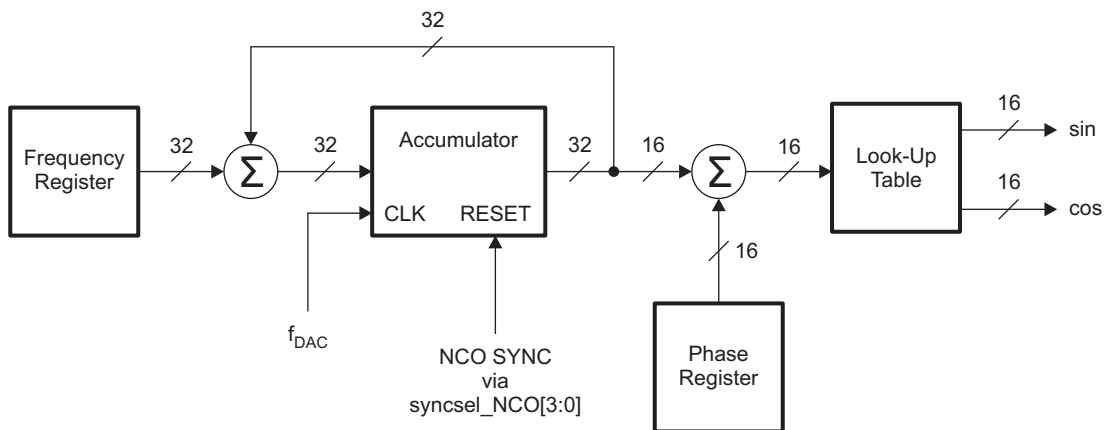 32
Frequency
Register
32
Σ
32
Accumulator
CLK
RESET
32
16
Σ
16
Look-Up
Table
16
sin
16
cos
16
f_DAC
NCO SYNC
via
syncsel_NCO[3:0]
Phase
Register